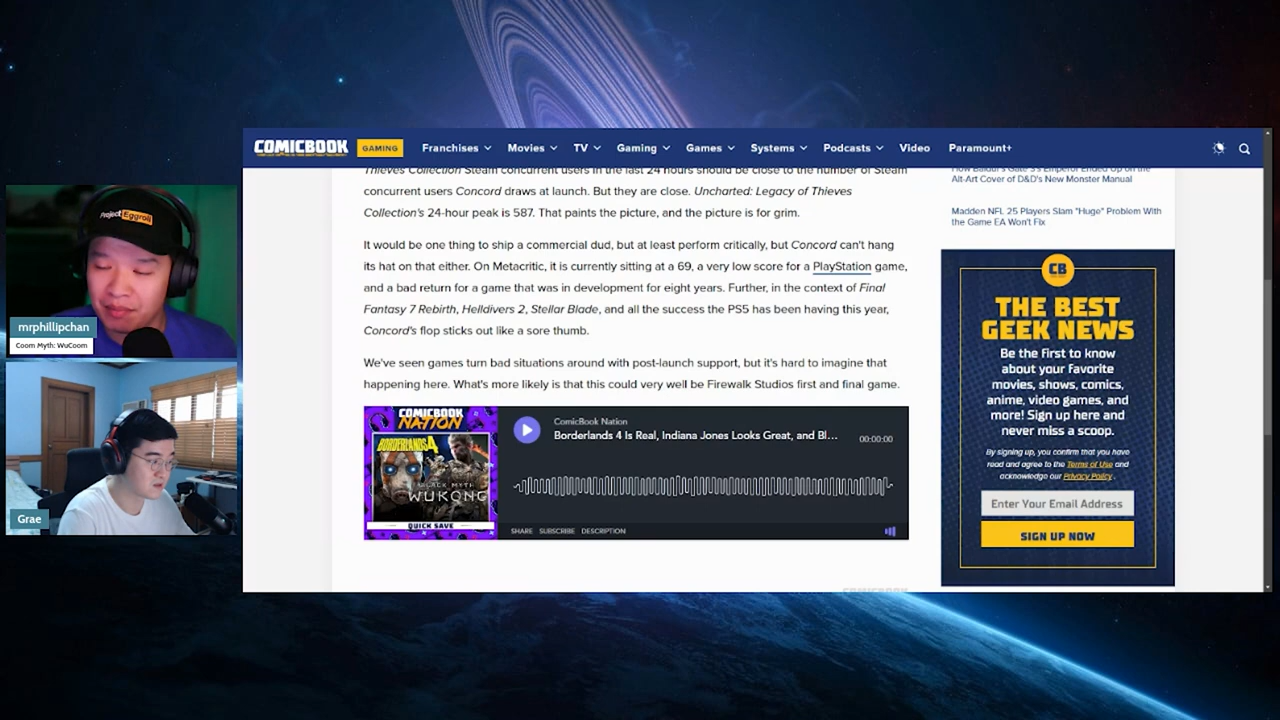 COMICBOOK
GAMING
Franchises
Movies
TV
Gaming
Games
Systems
Podcasts
Video
Paramount+
Thieves Collection Steam concurrent users in the last 24 hours should be close to the number of Steam
concurrent users Concord draws at launch. But they are close. Uncharted: Legacy of Thieves
Collection's 24-hour peak is 587. That paints the picture, and the picture is for grim.
It would be one thing to ship a commercial dud, but at least perform critically, but Concord can't hang
its hat on that either. On Metacritic, it is currently sitting at a 69, a very low score for a PlayStation game,
and a bad return for a game that was in development for eight years. Further, in the context of Final
Fantasy 7 Rebirth, Helldivers 2, Stellar Blade, and all the success the PS5 has been having this year,
Concord's flop sticks out like a sore thumb.
We've seen games turn bad situations around with post-launch support, but it's hard to imagine that
happening here. What's more likely is that this could very well be Firewalk Studios first and final game.
COMICBOOK
NATION
BORDERLANDS 4
BLACK MYTH
WUKONG
QUICK SAVE
ComicBook Nation
Borderlands 4 Is Real, Indiana Jones Looks Great, and Bl...
00:00:00
SHARE SUBSCRIBE DESCRIPTION
How Baldur's Gate 3's Emperor Ended Up on the
Alt-Art Cover of D&D's New Monster Manual
Madden NFL 25 Players Slam "Huge" Problem With
the Game EA Won't Fix
CB
THE BEST
GEEK NEWS
Be the First to know
about your Favorite
movies, shows, comics,
anime, video games, and
more! Sign up here and
never miss a scoop.
By signing up, you confirm that you have
read and agree to the Terms of Use and
acknowledge our Privacy Policy.
Enter Your Email Address
SIGN UP NOW
COMICBOOK
Project Eggroll
mrphillipchan
Coom Myth: WuCoom
Grae